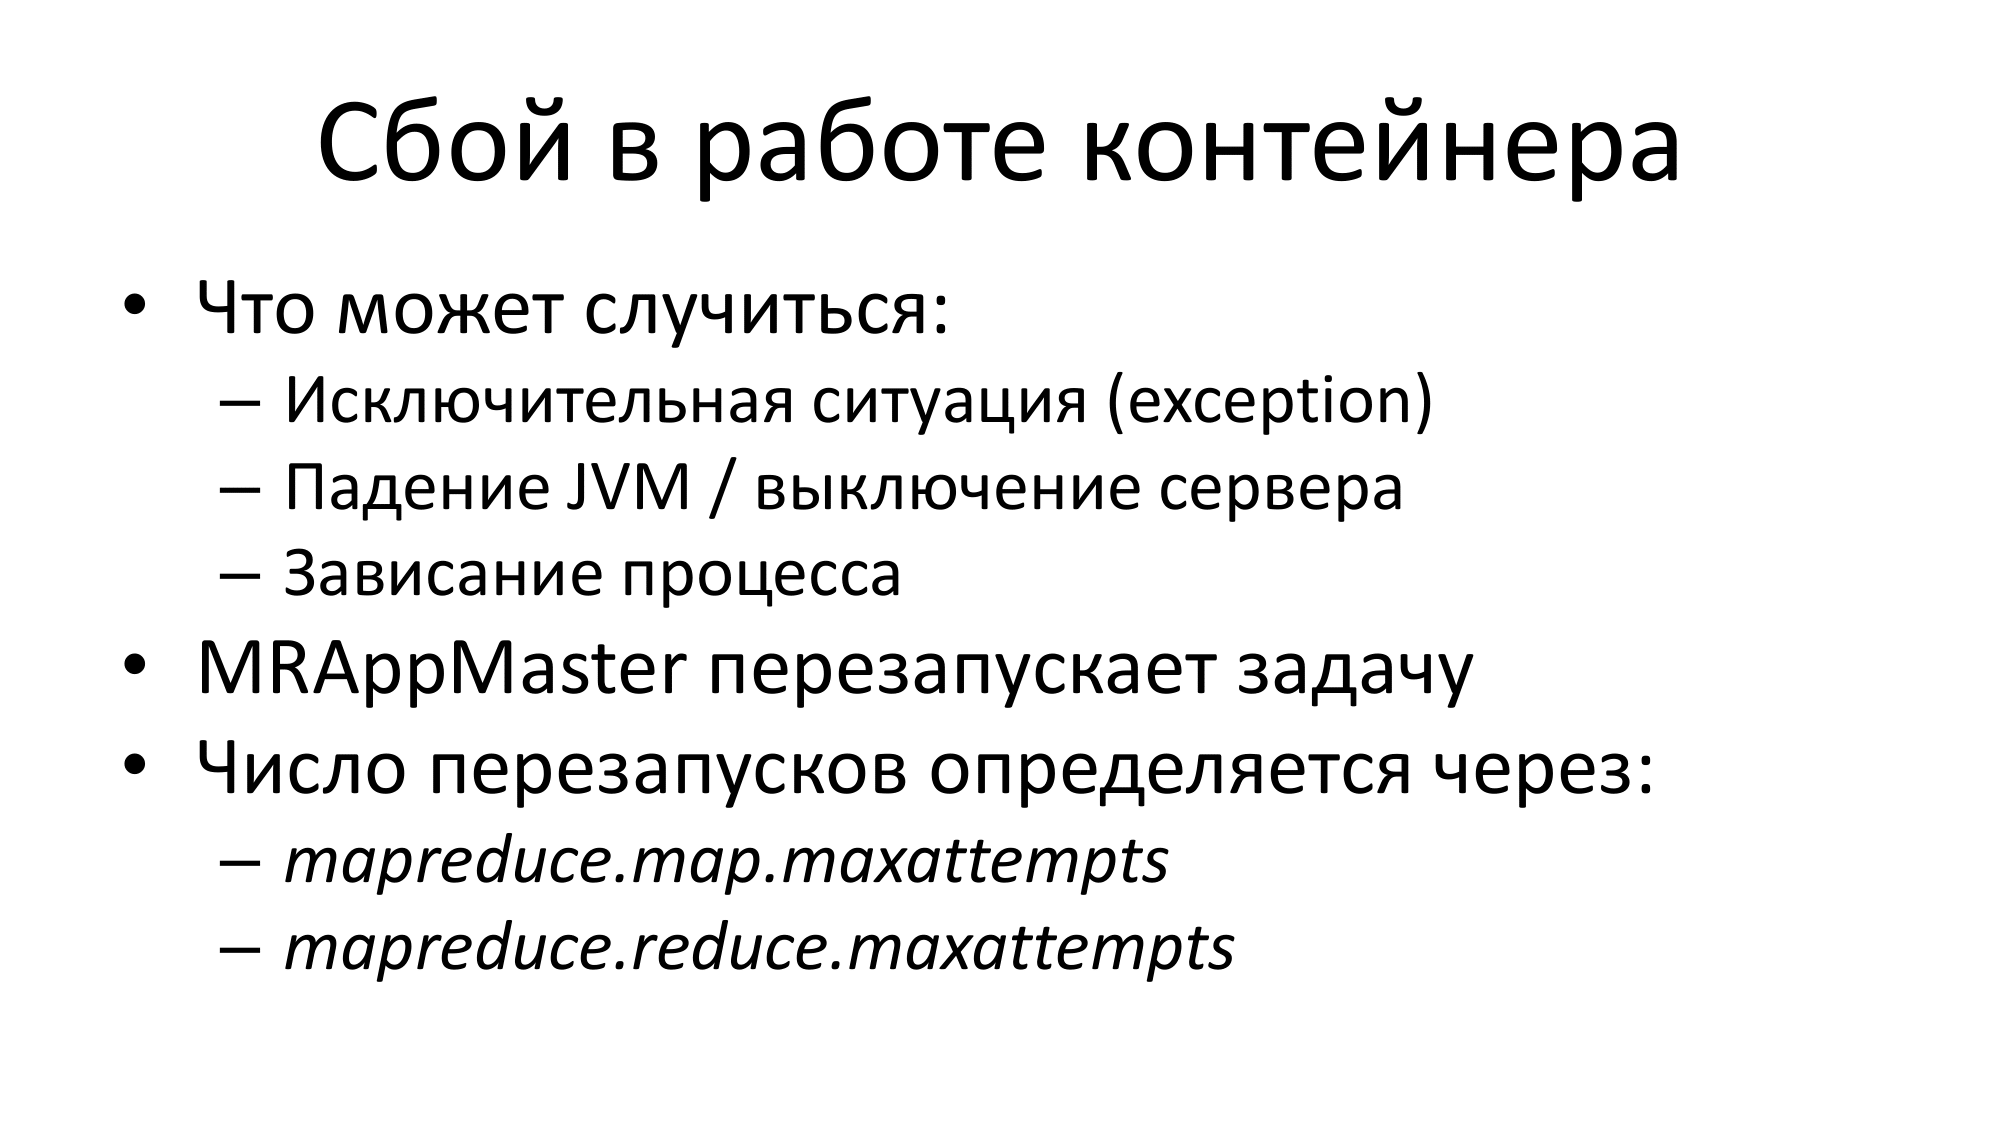 Сбой в работе контейнера
• Что может случиться:
– Исключительная ситуация (exception)
– Падение JVM / выключение сервера
– Зависание процесса
• MRAppMaster перезапускает задачу
• Число перезапусков определяется через:
– mapreduce.map.maxattempts
– mapreduce.reduce.maxattempts